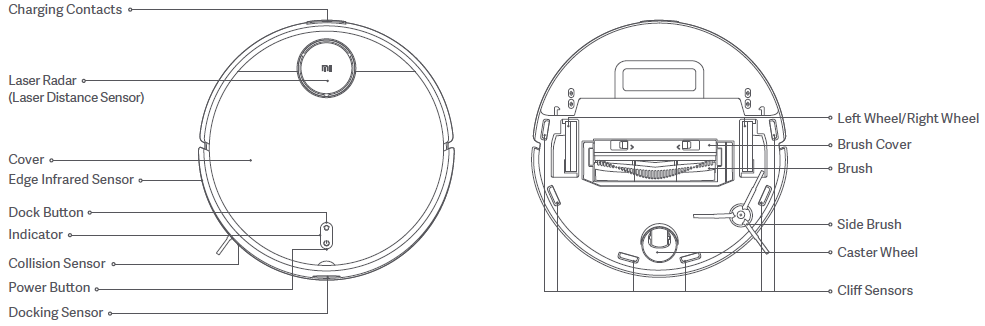 Charging Contacts
Laser Radar
(Laser Distance Sensor)
Cover
Edge Infrared Sensor
Dock Button
Indicator
Collision Sensor
Power Button
Docking Sensor
mi
Left Wheel/Right Wheel
Brush Cover
Brush
Side Brush
Caster Wheel
Cliff Sensors